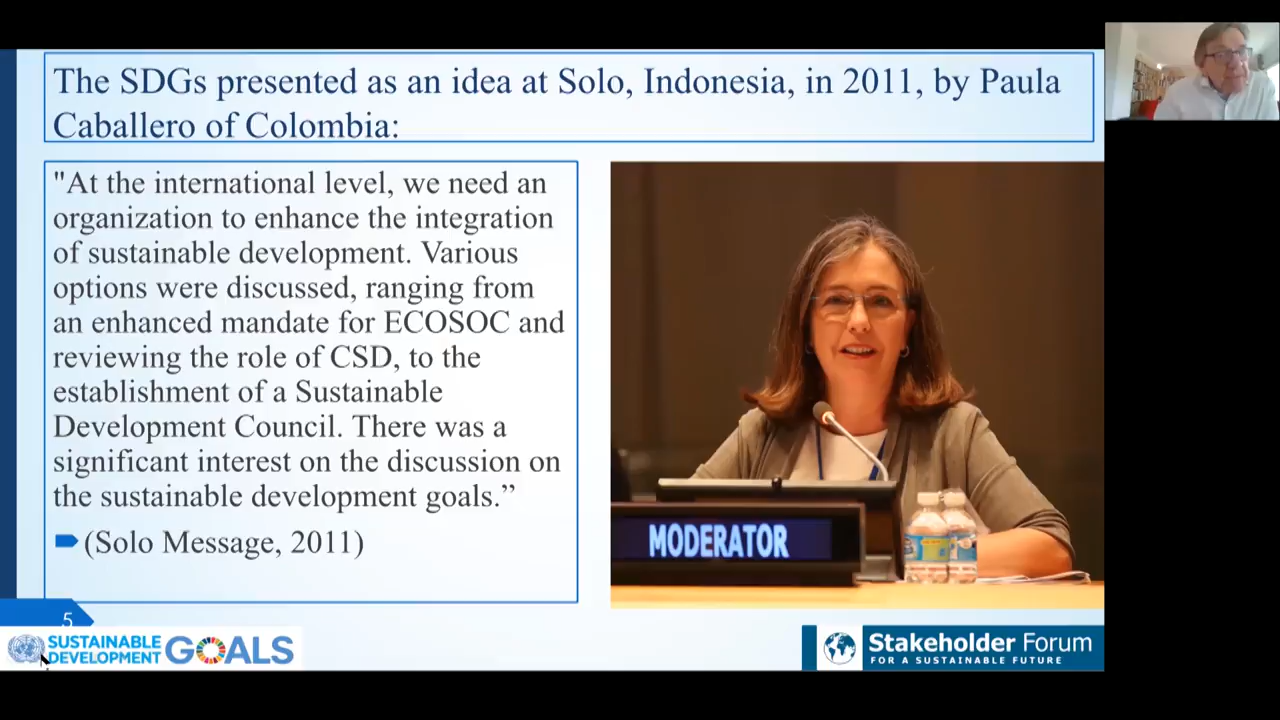 The SDGs presented as an idea at Solo, Indonesia, in 2011, by Paula
Caballero of Colombia:
"At the international level, we need an
organization to enhance the integration
of sustainable development. Various
options were discussed, ranging from
an enhanced mandate for ECOSOC and
reviewing the role of CSD, to the
establishment of a Sustainable
Development Council. There was a
significant interest on the discussion on
the sustainable development goals.”
(Solo Message, 2011)
MODERATOR
5
SUSTAINABLE
DEVELOPMENT
GOALS
Stakeholder Forum
FOR A SUSTAINABLE FUTURE